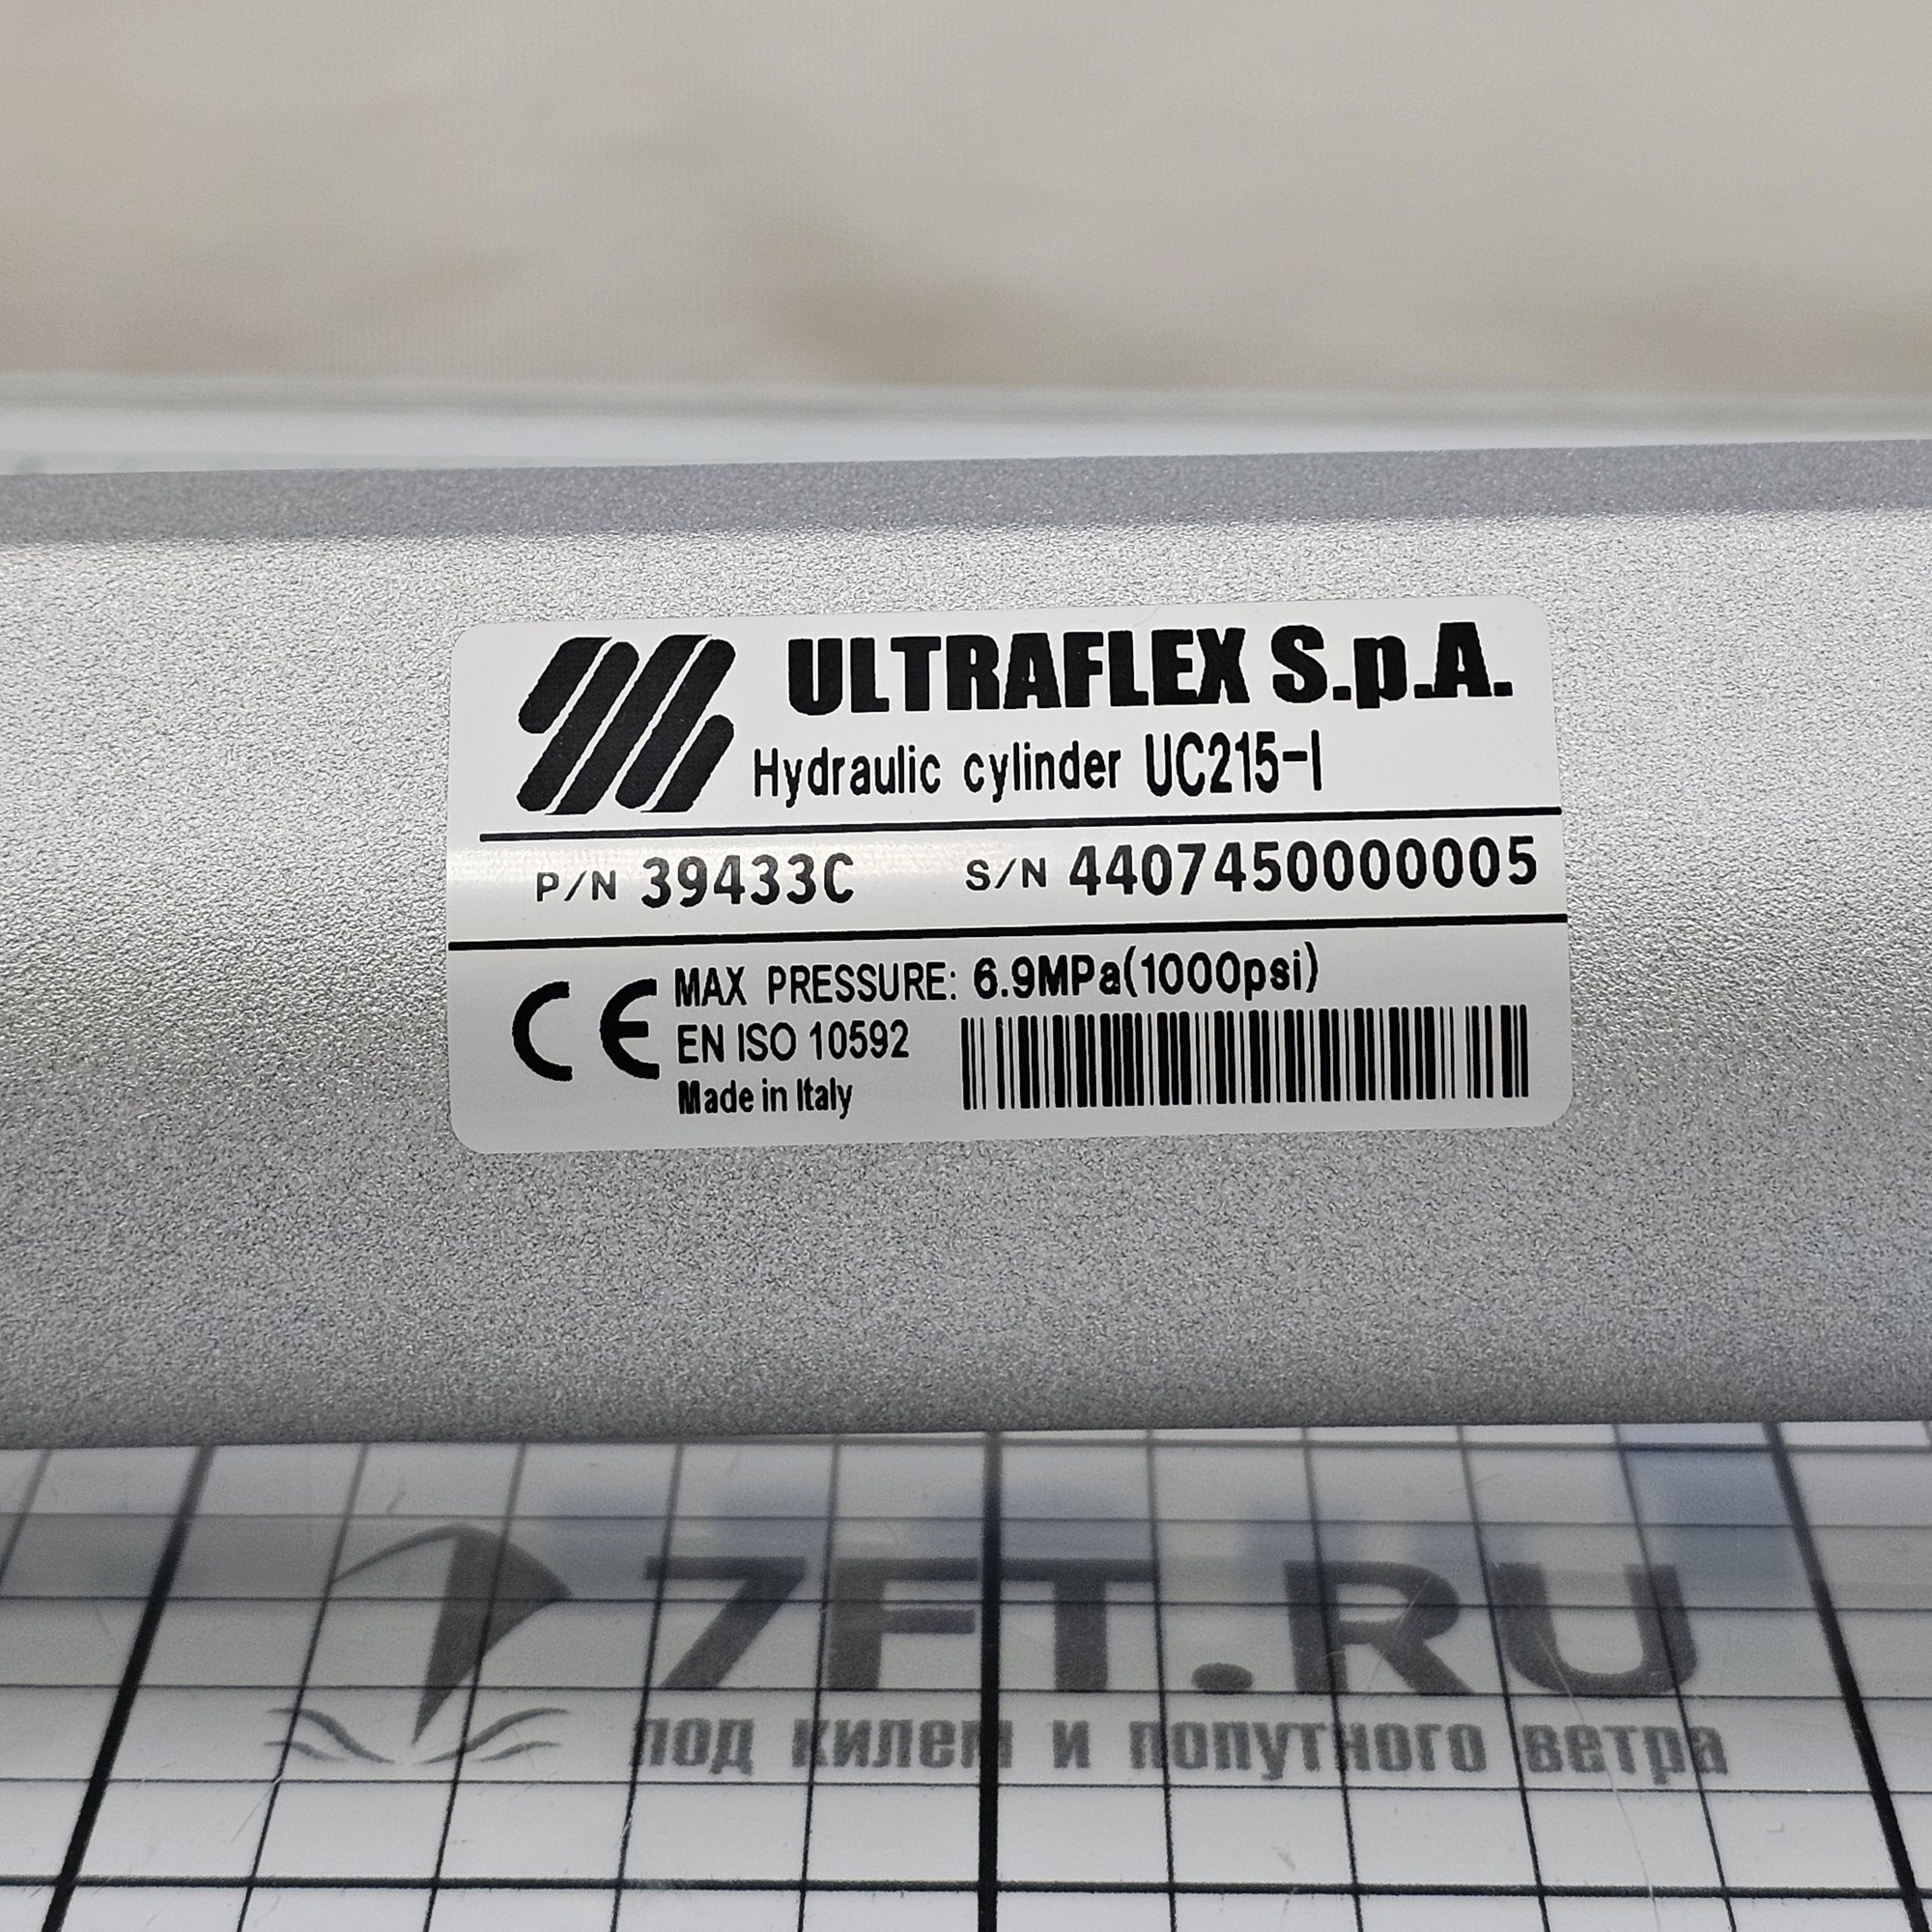 ULTRAFLEX S.p.A.
Hydraulic cylinder UC215-I
P/N 39433C S/N 4407450000005
CE MAX PRESSURE: 6.9MPa(1000psi)
EN ISO 10592
Made in Italy
7FT.RU
под килем и попутного ветра